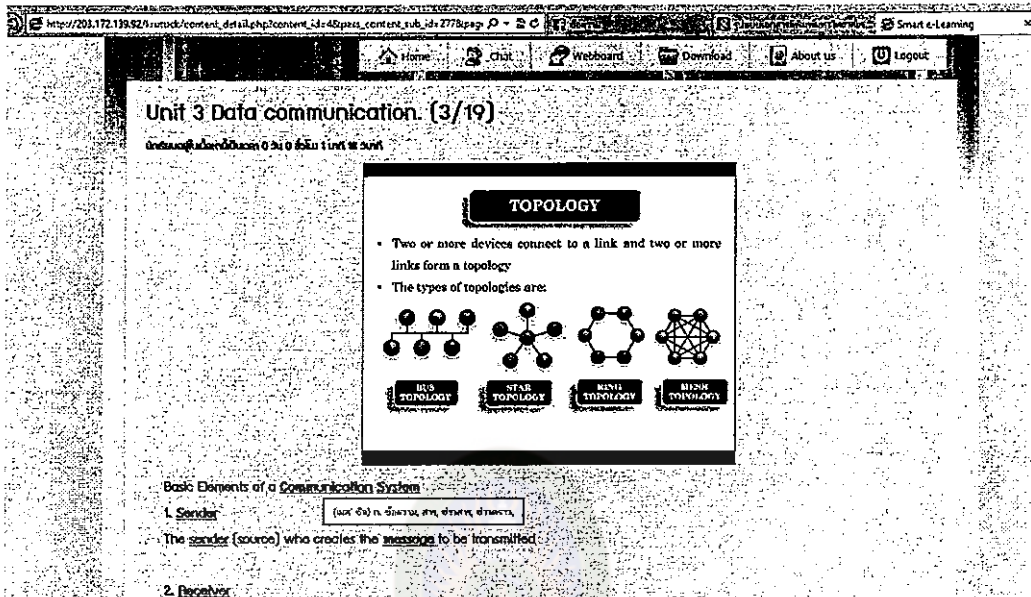 Smart e-Learning
Home Chat Webboard Download About us Logout
Unit 3 Data communication. (3/19)
TOPOLOGY
• Two or more devices connect to a link and two or more
links form a topology
• The types of topologies are:
BUS TOPOLOGY
STAR TOPOLOGY
RING TOPOLOGY
MESH TOPOLOGY
Basic Elements of a Communication System
1. Sender
The sender (source) who creates the message to be transmitted
2. Receiver